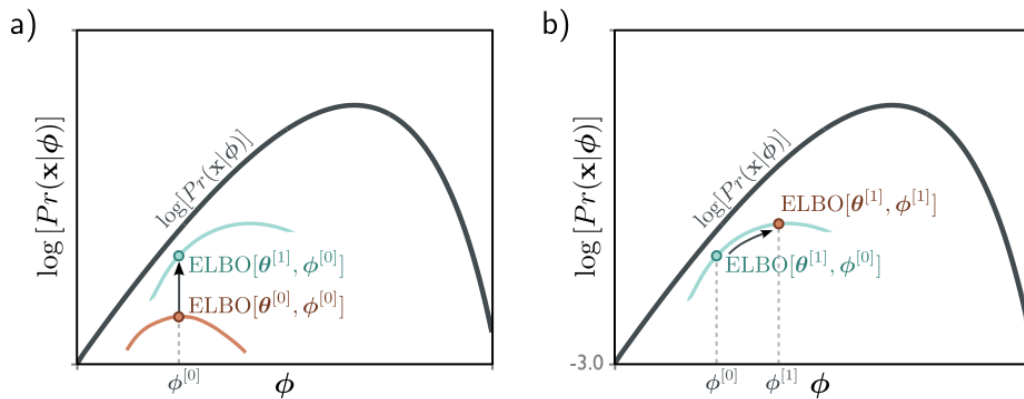 a)
log[Pr(𝐱|ϕ)]
log[Pr(𝐱|ϕ)]
ELBO[θ^[1], ϕ^[0]]
ELBO[θ^[0], ϕ^[0]]
ϕ^[0]
ϕ
b)
log[Pr(𝐱|ϕ)]
log[Pr(𝐱|ϕ)]
ELBO[θ^[1], ϕ^[1]]
ELBO[θ^[1], ϕ^[0]]
-3.0
ϕ^[0]
ϕ^[1]
ϕ